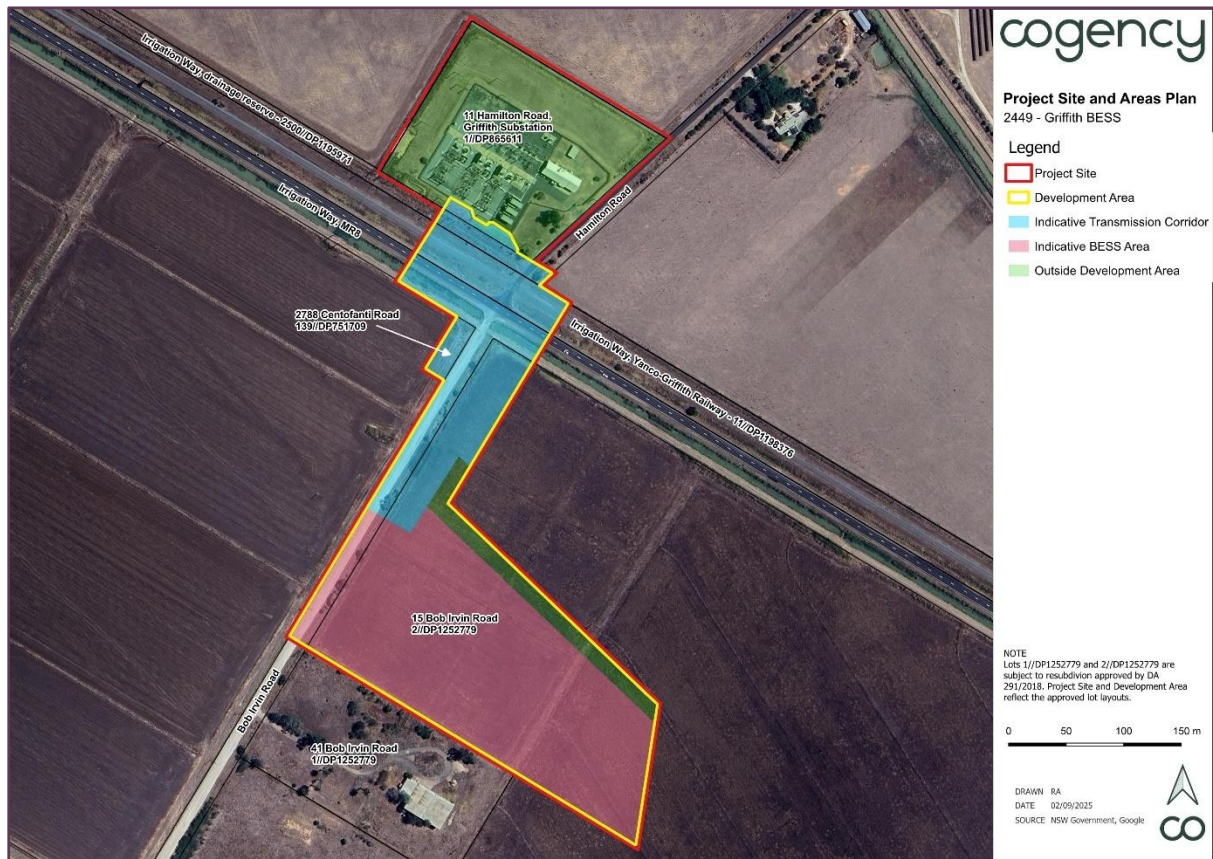 Irrigation Way, drainage reserve - 2500//DP1195971
11 Hamilton Road,
Griffith Substation
1//DP865611
Irrigation Way, MR8
Hamilton Road
2788 Centofanti Road
139//DP751709
Irrigation Way, Yanco-Griffith Railway - 11//DP1198376
15 Bob Irvin Road
2//DP1252779
Bob Irvin Road
41 Bob Irvin Road
1//DP1252779
cogency
Project Site and Areas Plan
2449 - Griffith BESS
Legend
Project Site
Development Area
Indicative Transmission Corridor
Indicative BESS Area
Outside Development Area
NOTE
Lots 1//DP1252779 and 2//DP1252779 are
subject to resubdivion approved by DA
291/2018. Project Site and Development Area
reflect the approved lot layouts.
0 50 100 150 m
DRAWN RA
DATE 02/09/2025
SOURCE NSW Government, Google
CO